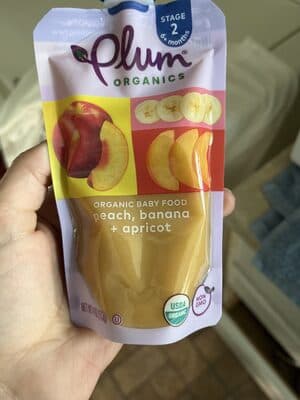 STAGE
2
6+ months
Plum
ORGANICS
ORGANIC BABY FOOD
peach, banana
+ apricot
USDA
ORGANIC
NON
GMO